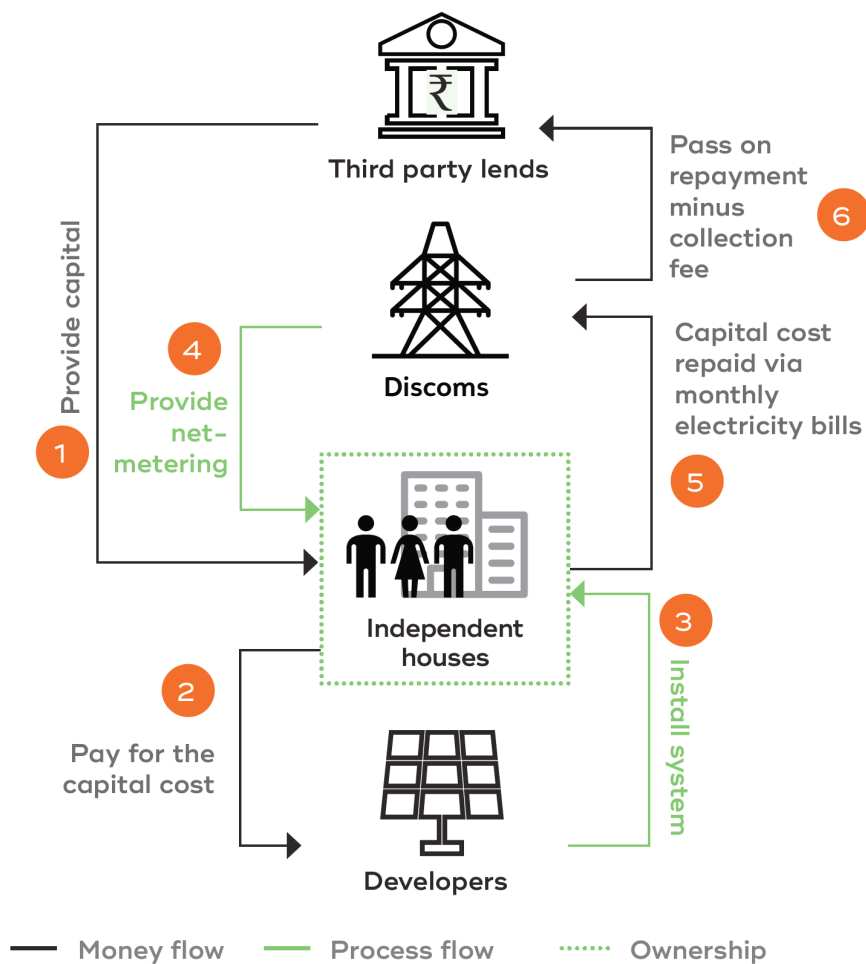 ₹
Third party lends
Pass on
repayment
minus
collection
fee
6
Provide capital
1
4
Provide
net-
metering
Discoms
Capital cost
repaid via
monthly
electricity bills
5
Independent
houses
3
Install system
2
Pay for the
capital cost
Developers
Money flow
Process flow
Ownership